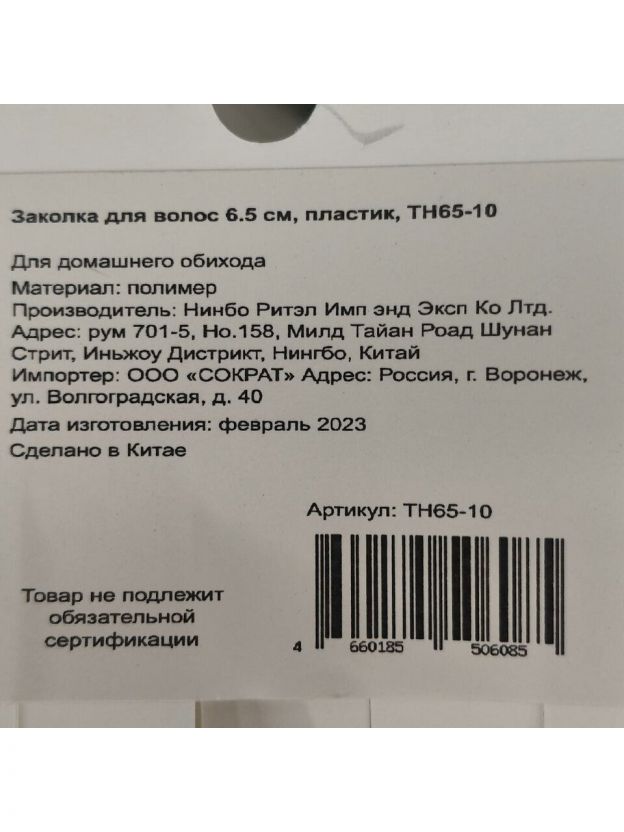 Заколка для волос 6.5 см, пластик, ТН65-10
Для домашнего обихода
Материал: полимер
Производитель: Нинбо Ритэл Имп энд Эксп Ко Лтд.
Адрес: рум 701-5, Но.158, Милд Тайан Роад Шунан
Стрит, Иньжоу Дистрикт, Нингбо, Китай
Импортер: ООО «СОКРАТ» Адрес: Россия, г. Воронеж,
ул. Волгоградская, д. 40
Дата изготовления: февраль 2023
Сделано в Китае
Артикул: ТН65-10
Товар не подлежит
обязательной
сертификации
4 660185 506085